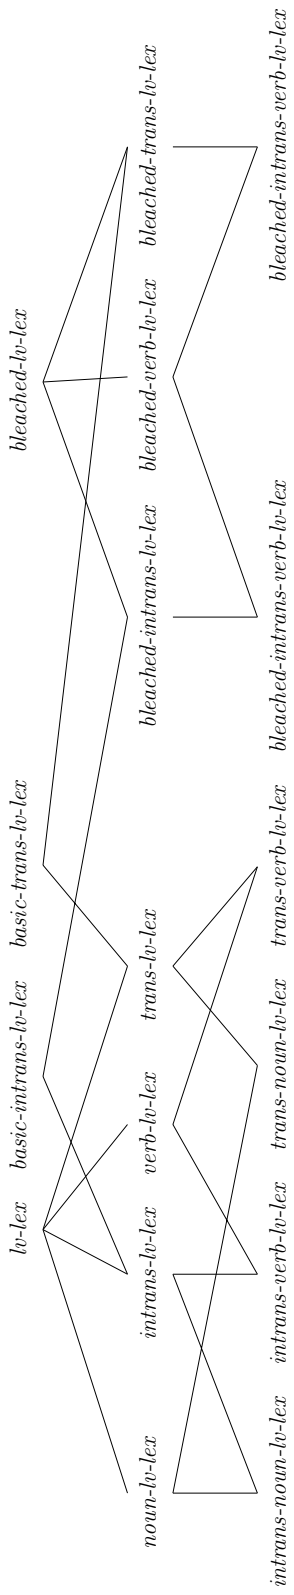 lv-lex
basic-intrans-lv-lex
basic-trans-lv-lex
bleached-lv-lex
noun-lv-lex
intrans-lv-lex
verb-lv-lex
trans-lv-lex
bleached-intrans-lv-lex
bleached-verb-lv-lex
bleached-trans-lv-lex
intrans-noun-lv-lex
intrans-verb-lv-lex
trans-noun-lv-lex
trans-verb-lv-lex
bleached-intrans-verb-lv-lex
bleached-intrans-verb-lv-lex